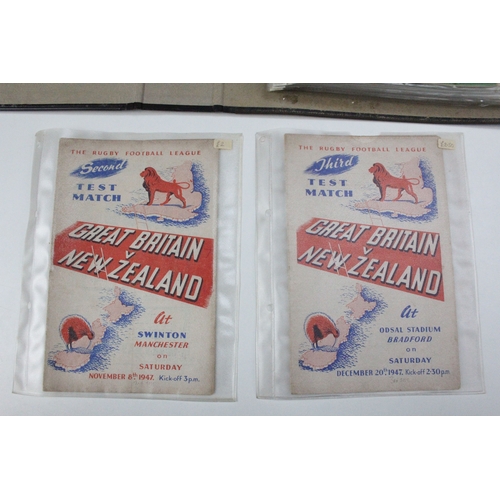 THE RUGBY FOOTBALL LEAGUE
Second
TEST
MATCH
GREAT BRITAIN
V
NEW ZEALAND
At
SWINTON
MANCHESTER
on
SATURDAY
NOVEMBER 8th 1947. Kick-off 3 p.m.
THE RUGBY FOOTBALL LEAGUE
Third
TEST
MATCH
GREAT BRITAIN
V
NEW ZEALAND
At
ODSAL STADIUM
BRADFORD
on
SATURDAY
DECEMBER 20th 1947. Kick-off 2-30 p.m.